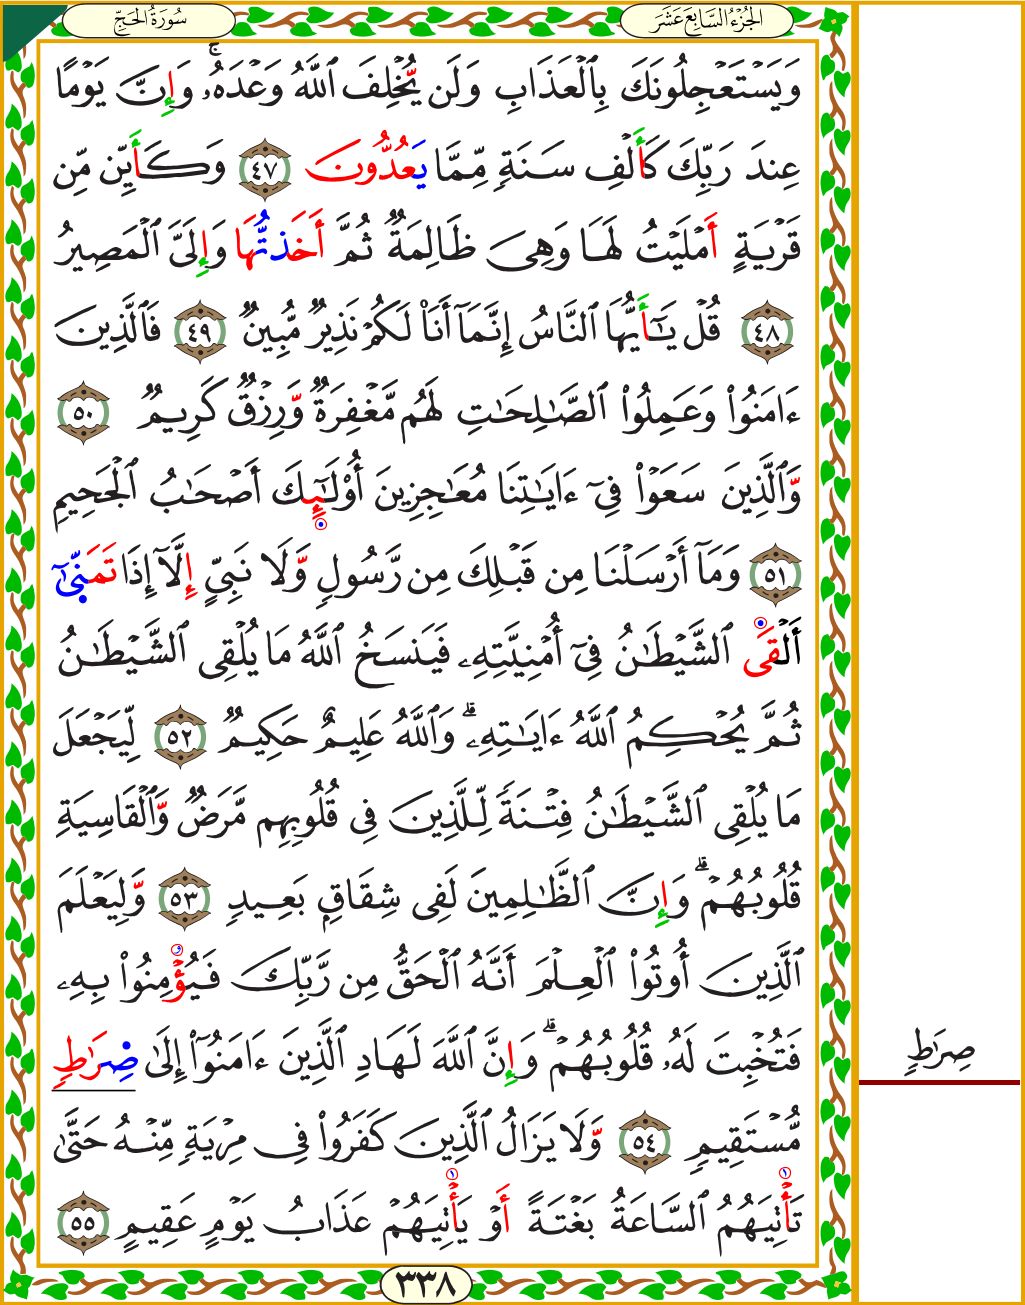 سُورَةُ الحَجِّ
الجُزْءُ السَّابِعَ عَشَرَ
وَيَسۡتَعۡجِلُونَكَ بِٱلۡعَذَابِ وَلَن يُّخۡلِفَ ٱللَّهُ وَعۡدَهُۥۚ وَإِنَّ يَوۡمًا
عِندَ رَبِّكَ كَأَلۡفِ سَنَةٖ مِّمَّا يَعُدُّونَ ٤٧ وَكَأَيِّن مِّن
قَرۡيَةٍ أَمۡلَيۡتُ لَهَا وَهِيَ ظَالِمَةٞ ثُمَّ أَخَذتُّهَا وَإِلَيَّ ٱلۡمَصِيرُ
٤٨ قُلۡ يَٰٓأَيُّهَا ٱلنَّاسُ إِنَّمَآ أَنَا۠ لَكُمۡ نَذِيرٞ مُّبِينٞ ٤٩ فَٱلَّذِينَ
ءَامَنُواْ وَعَمِلُواْ ٱلصَّٰلِحَٰتِ لَهُم مَّغۡفِرَةٞ وَّرِزۡقٞ كَرِيمٞ ٥٠
وَّٱلَّذِينَ سَعَوۡاْ فِيٓ ءَايَٰتِنَا مُعَٰجِزِينَ أُوْلَٰٓئِكَ أَصۡحَٰبُ ٱلۡجَحِيمِ
٥١ وَمَآ أَرۡسَلۡنَا مِن قَبۡلِكَ مِن رَّسُولٖ وَّلَا نَبِيٍّ إِلَّآ إِذَا تَمَنَّىٰٓ
أَلۡقَى ٱلشَّيۡطَٰنُ فِيٓ أُمۡنِيَّتِهِۦ فَيَنسَخُ ٱللَّهُ مَا يُلۡقِي ٱلشَّيۡطَٰنُ
ثُمَّ يُحۡكِمُ ٱللَّهُ ءَايَٰتِهِۦۗ وَٱللَّهُ عَلِيمٌ حَكِيمٞ ٥٢ لِّيَجۡعَلَ
مَا يُلۡقِي ٱلشَّيۡطَٰنُ فِتۡنَةٗ لِّلَّذِينَ فِي قُلُوبِهِم مَّرَضٞ وَّٱلۡقَاسِيَةِ
قُلُوبُهُمۡۗ وَإِنَّ ٱلظَّٰلِمِينَ لَفِي شِقَاقِۭ بَعِيدٖ ٥٣ وَّلِيَعۡلَمَ
ٱلَّذِينَ أُوتُواْ ٱلۡعِلۡمَ أَنَّهُ ٱلۡحَقُّ مِن رَّبِّكَ فَيُؤۡمِنُواْ بِهِۦ
فَتُخۡبِتَ لَهُۥ قُلُوبُهُمۡۗ وَإِنَّ ٱللَّهَ لَهَادِ ٱلَّذِينَ ءَامَنُوٓاْ إِلَىٰ صِرَٰطٖ
صِرَٰطٖ
مُّسۡتَقِيمٖ ٥٤ وَّلَا يَزَالُ ٱلَّذِينَ كَفَرُواْ فِي مِرۡيَةٖ مِّنۡهُ حَتَّىٰ
تَأۡتِيَهُمُ ٱلسَّاعَةُ بَغۡتَةً أَوۡ يَأۡتِيَهُمۡ عَذَابُ يَوۡمٍ عَقِيمٍ ٥٥
٣٣٨